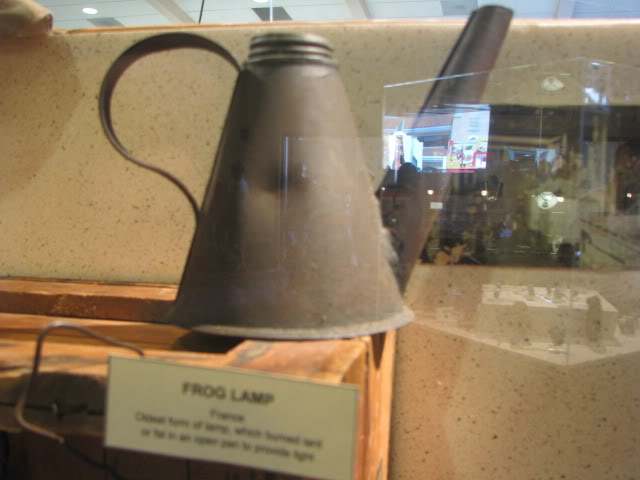 FROG LAMP
France
Oldest form of lamp, which burned lard
or fat in an open pan to provide light